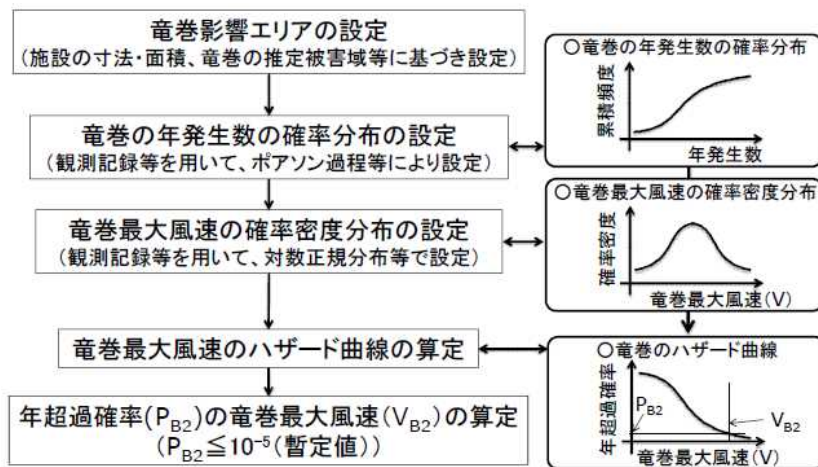 竜巻影響エリアの設定
(施設の寸法・面積、竜巻の推定被害域等に基づき設定)
竜巻の年発生数の確率分布の設定
(観測記録等を用いて、ポアソン過程等により設定)
竜巻最大風速の確率密度分布の設定
(観測記録等を用いて、対数正規分布等で設定)
竜巻最大風速のハザード曲線の算定
年超過確率(PB2)の竜巻最大風速(VB2)の算定
(PB2≦10-5(暫定値))
○竜巻の年発生数の確率分布
累積頻度
年発生数
○竜巻最大風速の確率密度分布
確率密度
竜巻最大風速(V)
○竜巻のハザード曲線
年超過確率
PB2
VB2
竜巻最大風速(V)